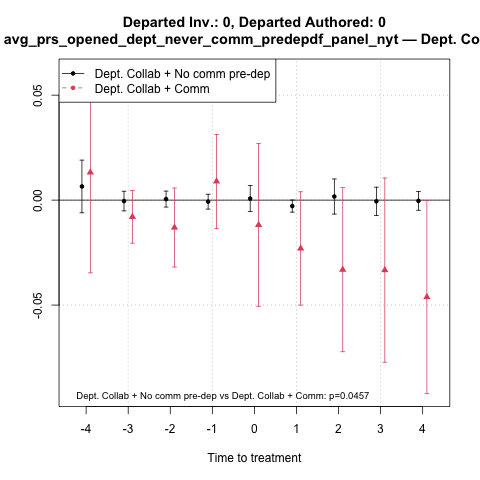 Departed Inv.: 0, Departed Authored: 0
avg_prs_opened_dept_never_comm_predepdf_panel_nyt — Dept. Co
Dept. Collab + No comm pre-dep
Dept. Collab + Comm
0.05
0.00
-0.05
Dept. Collab + No comm pre-dep vs Dept. Collab + Comm: p=0.0457
-4 -3 -2 -1 0 1 2 3 4
Time to treatment